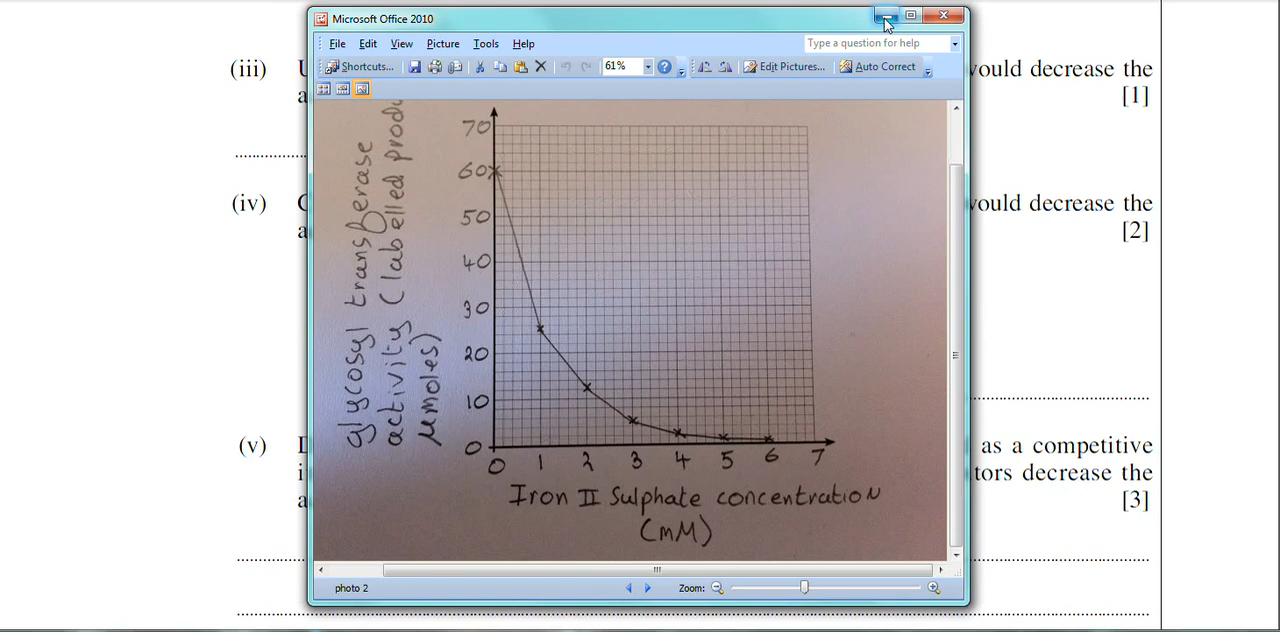 Microsoft Office 2010
File Edit View Picture Tools Help
Type a question for help
Shortcuts... 61% Edit Pictures... Auto Correct
(iii) would decrease the
[1]
(iv) would decrease the
[2]
(v) as a competitive
tors decrease the
[3]
glycosyl transferase
activity (labelled produ
μmoles)
70
60
50
40
30
20
10
0
0 1 2 3 4 5 6 7
Iron II Sulphate concentration
(mM)
photo 2
Zoom: